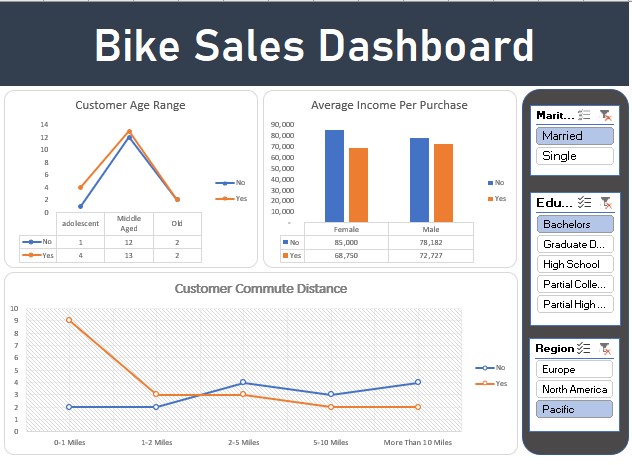 Bike Sales Dashboard
Customer Age Range
14
12
10
8
6
4
2
0
adolescent Middle Aged Old
No 1 12 2
Yes 4 13 2
No
Yes
Average Income Per Purchase
90,000
80,000
70,000
60,000
50,000
40,000
30,000
20,000
10,000
-
Female Male
No 85,000 78,182
Yes 68,750 72,727
No
Yes
Customer Commute Distance
10
9
8
7
6
5
4
3
2
1
0
0-1 Miles 1-2 Miles 2-5 Miles 5-10 Miles More Than 10 Miles
No
Yes
Marit...
Married
Single
Edu...
Bachelors
Graduate D...
High School
Partial Colle...
Partial High ...
Region
Europe
North America
Pacific